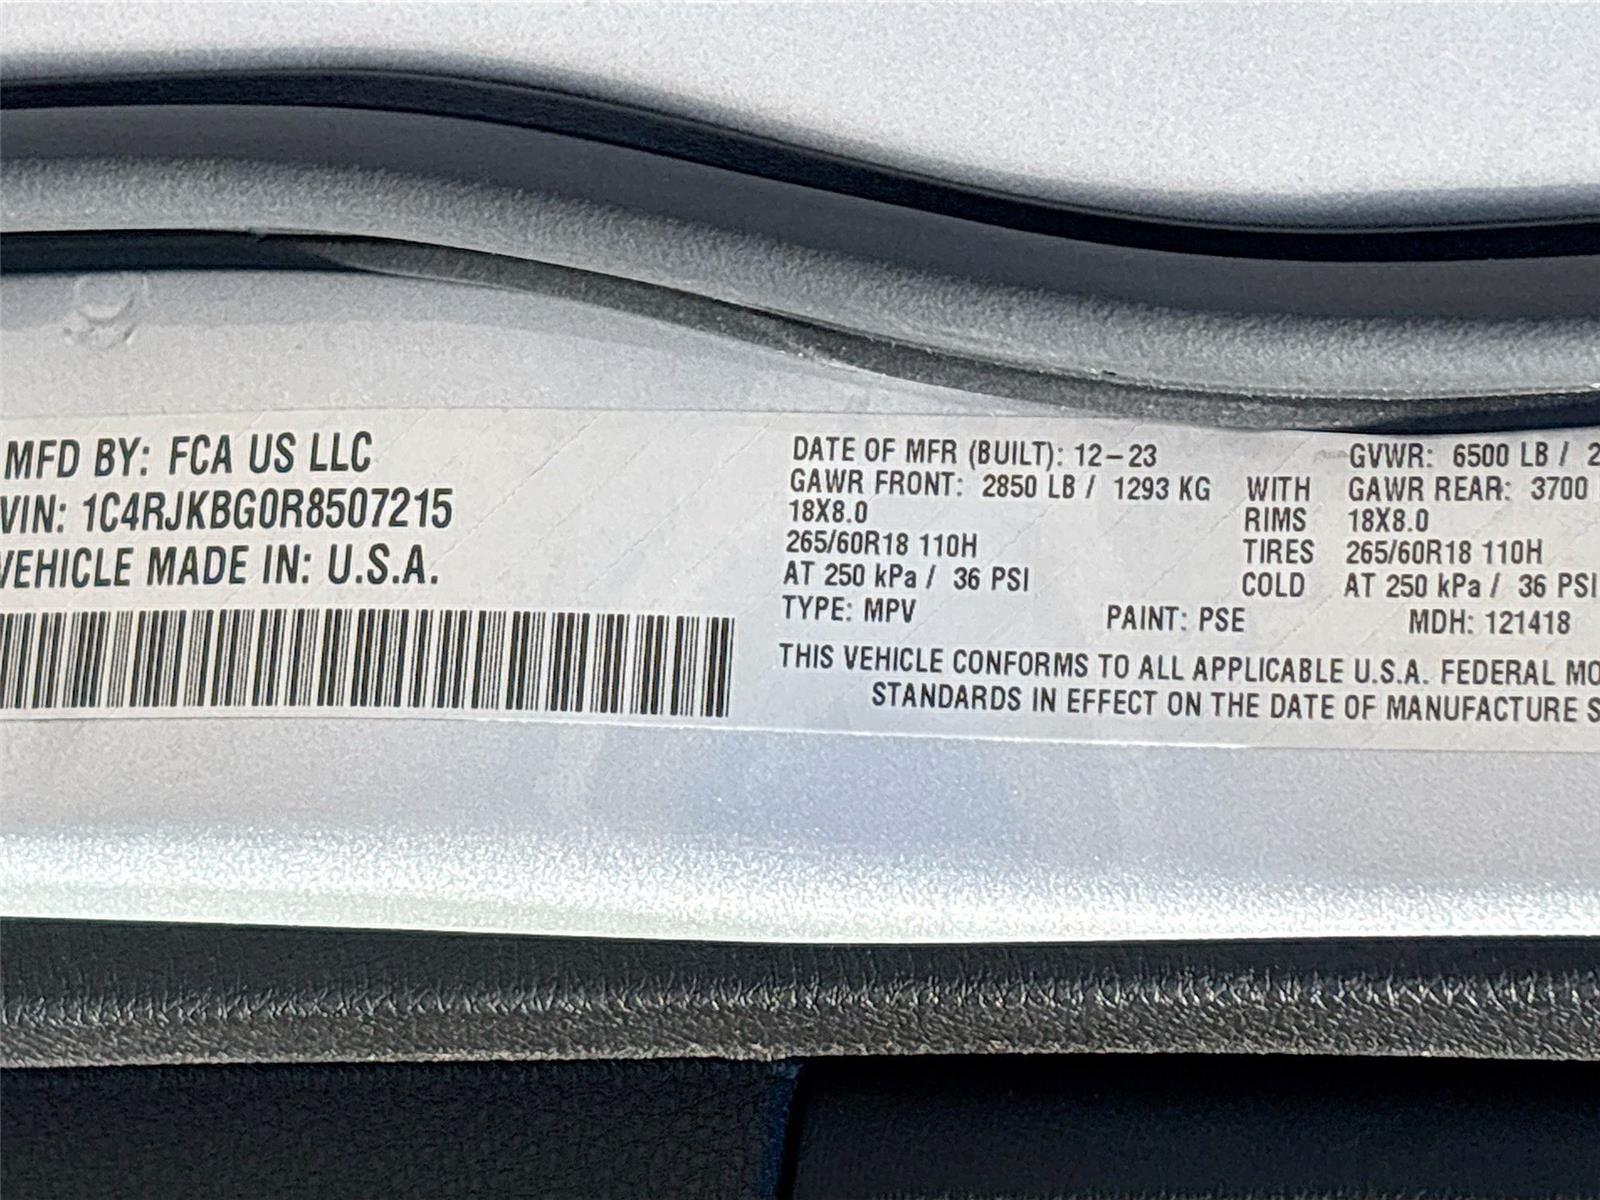 MFD BY: FCA US LLC
VIN: 1C4RJKBG0R8507215
VEHICLE MADE IN: U.S.A.
DATE OF MFR (BUILT): 12-23 GVWR: 6500 LB / 2
GAWR FRONT: 2850 LB / 1293 KG WITH GAWR REAR: 3700
18X8.0 RIMS 18X8.0
265/60R18 110H TIRES 265/60R18 110H
AT 250 kPa / 36 PSI COLD AT 250 kPa / 36 PSI
TYPE: MPV PAINT: PSE MDH: 121418
THIS VEHICLE CONFORMS TO ALL APPLICABLE U.S.A. FEDERAL MO
STANDARDS IN EFFECT ON THE DATE OF MANUFACTURE S